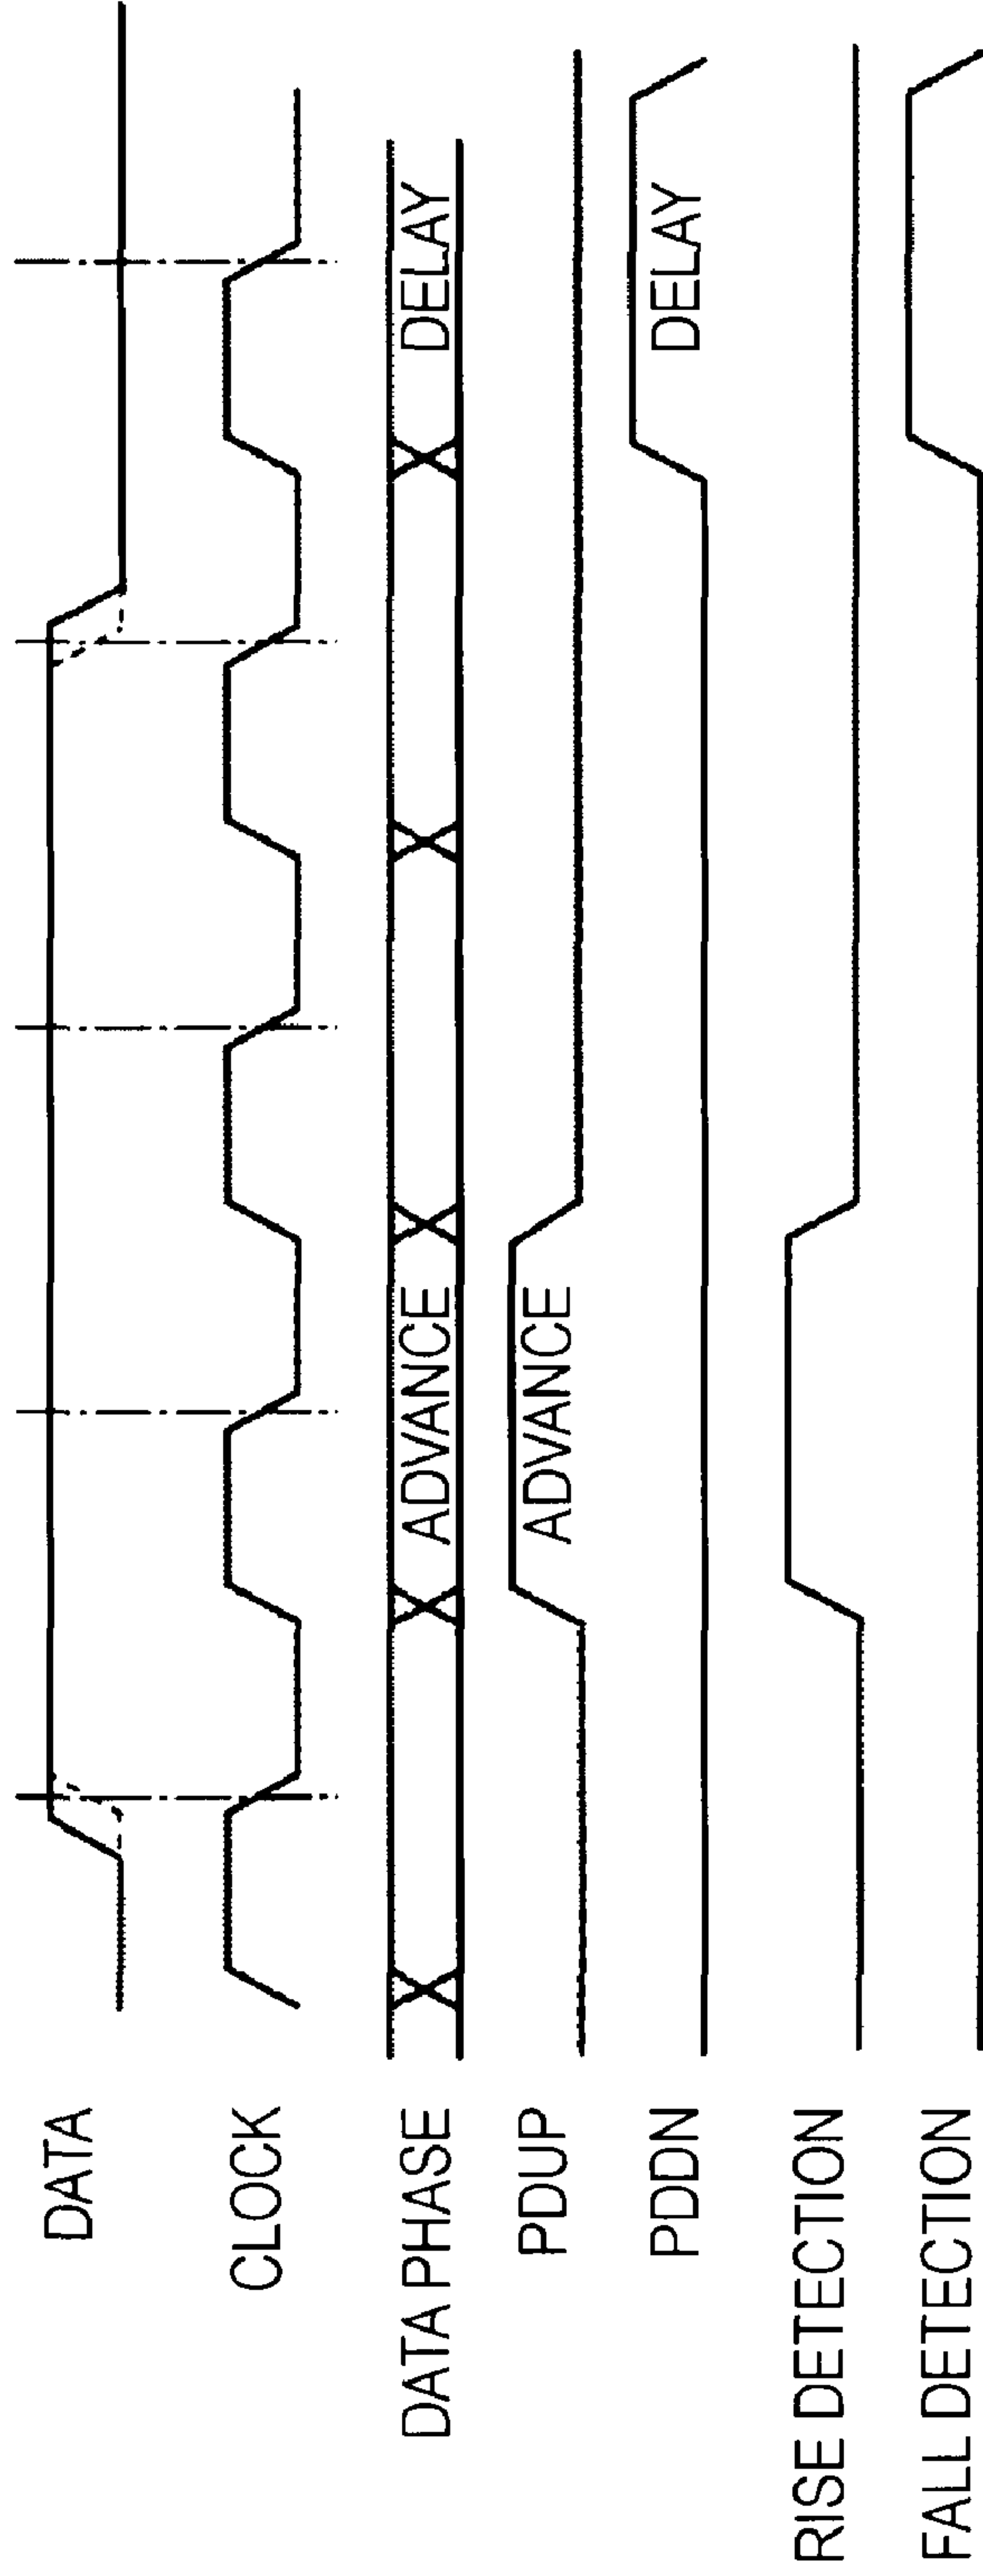 DATA
CLOCK
DATA PHASE
ADVANCE
DELAY
PDUP
ADVANCE
PDDN
DELAY
RISE DETECTION
FALL DETECTION